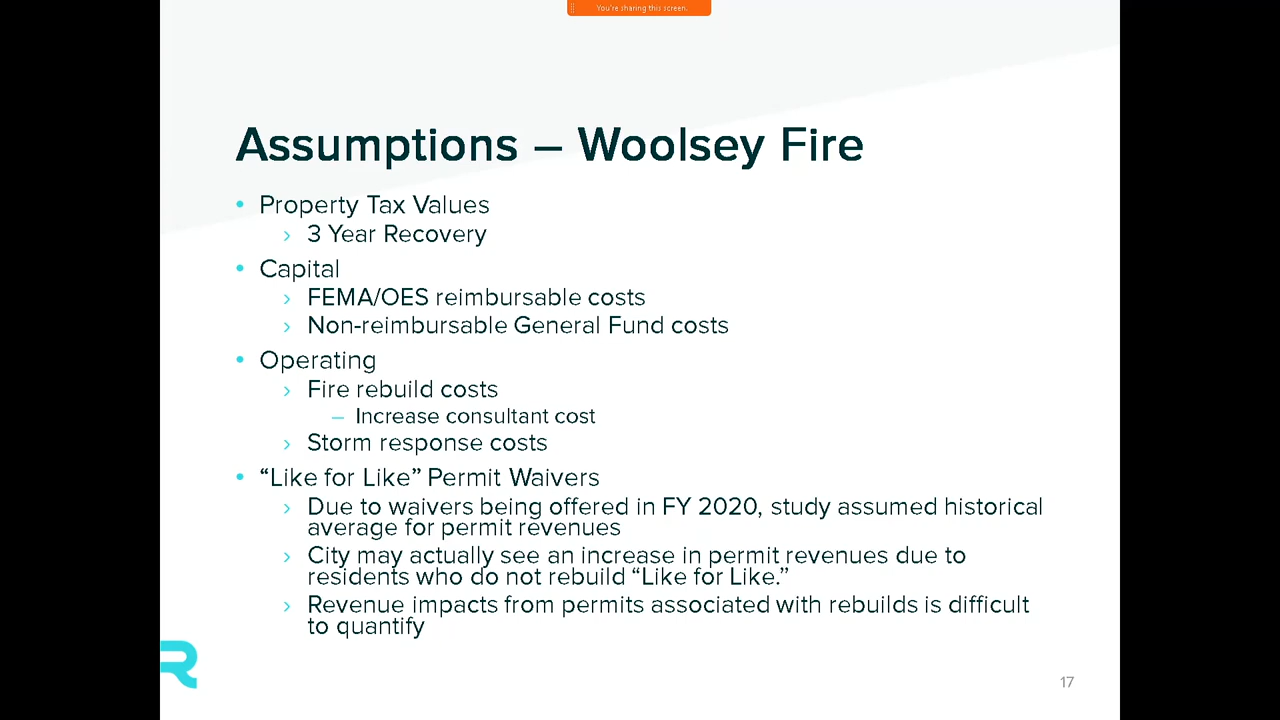 You're sharing this screen.
Assumptions – Woolsey Fire
• Property Tax Values
› 3 Year Recovery
• Capital
› FEMA/OES reimbursable costs
› Non-reimbursable General Fund costs
• Operating
› Fire rebuild costs
– Increase consultant cost
› Storm response costs
• “Like for Like” Permit Waivers
› Due to waivers being offered in FY 2020, study assumed historical
average for permit revenues
› City may actually see an increase in permit revenues due to
residents who do not rebuild “Like for Like.”
› Revenue impacts from permits associated with rebuilds is difficult
to quantify
R
17